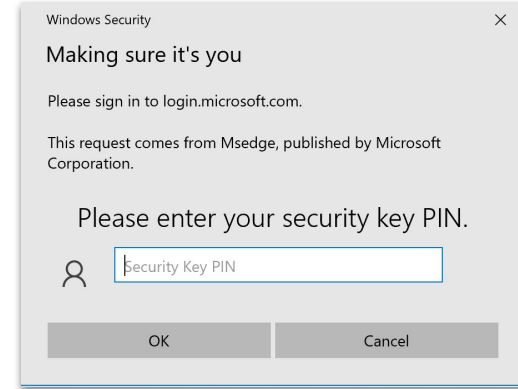 Windows Security
Making sure it's you
Please sign in to login.microsoft.com.
This request comes from Msedge, published by Microsoft
Corporation.
Please enter your security key PIN.
Security Key PIN
OK
Cancel